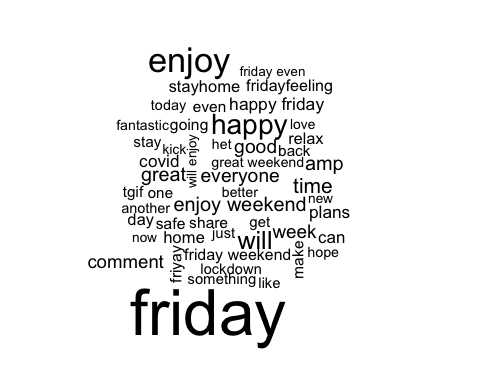 enjoy
friday even
stayhome fridayfeeling
today even happy friday
fantastic going happy love
stay kick will enjoy het good back relax
covid great weekend amp
great everyone
tgif one better time
another enjoy weekend new
day safe share get plans
now home just will week can
comment friyay friday weekend make hope
lockdown
something like
friday